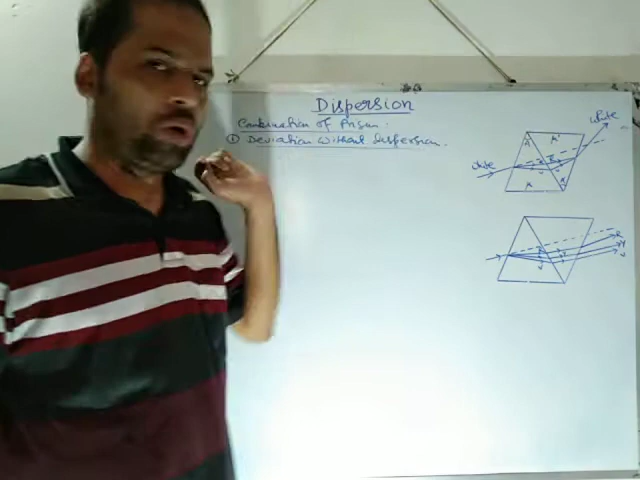 Dispersion
Combination of Prism.
① Deviation without Dispersion.
white
white
A
A'
R
V
R
Y
V